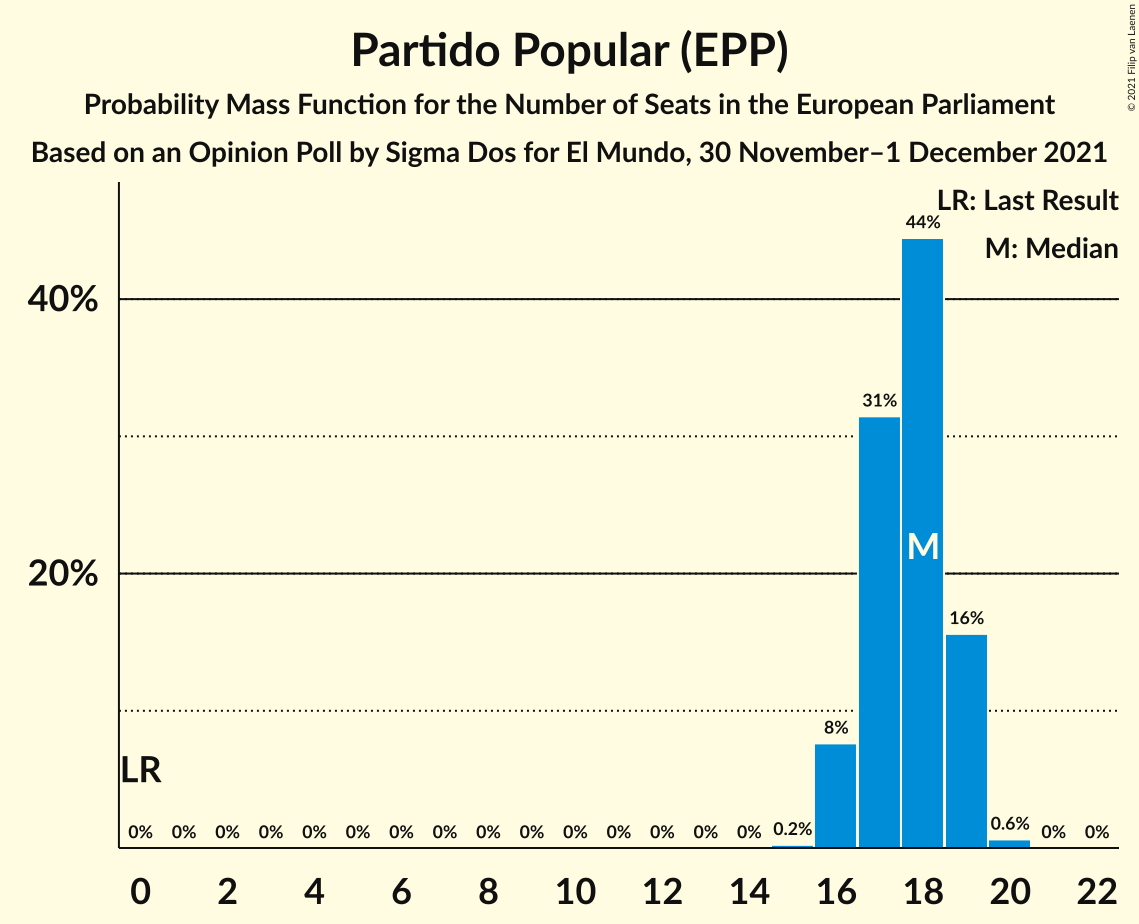 Partido Popular (EPP)
Probability Mass Function for the Number of Seats in the European Parliament
Based on an Opinion Poll by Sigma Dos for El Mundo, 30 November–1 December 2021
© 2021 Filip van Laenen
LR: Last Result
M: Median
40%
20%
44%
31%
M
16%
8%
LR
0% 0% 0% 0% 0% 0% 0% 0% 0% 0% 0% 0% 0% 0% 0% 0.2% 0.6% 0% 0%
0 2 4 6 8 10 12 14 16 18 20 22